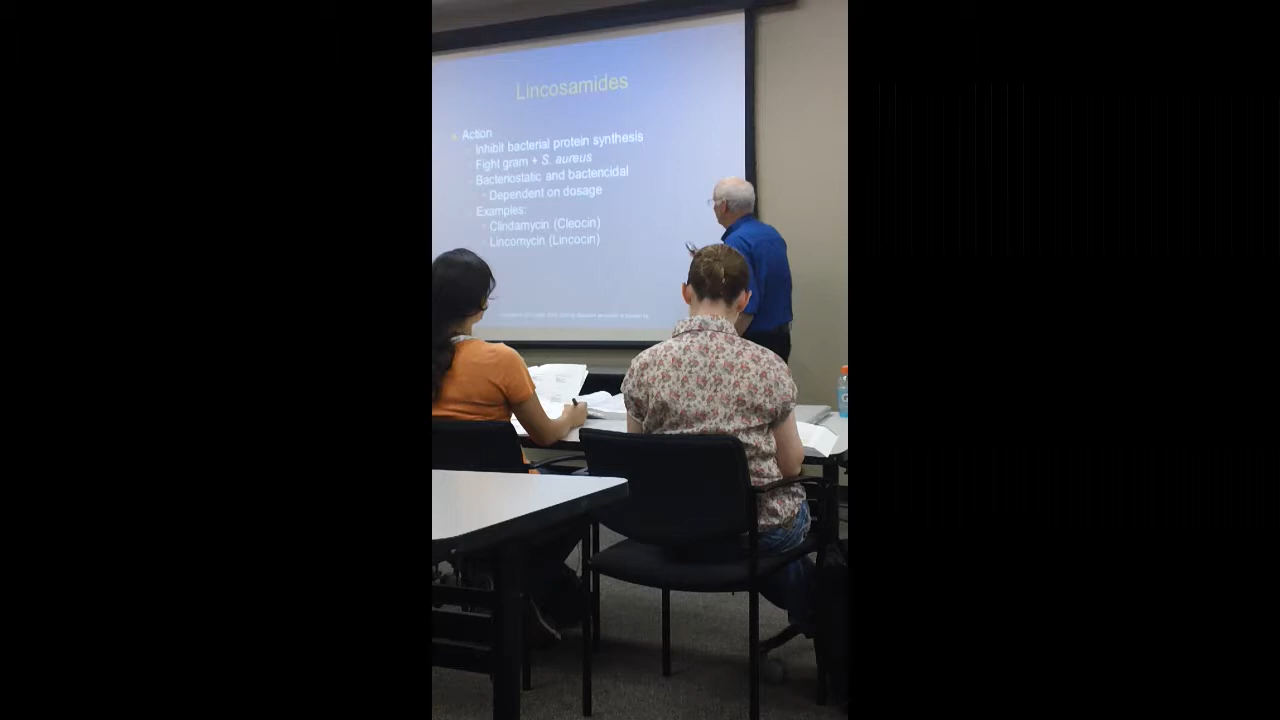 Lincosamides
Action
Inhibit bacterial protein synthesis
Fight gram + S. aureus
Bacteriostatic and bactericidal
Dependent on dosage
Examples:
Clindamycin (Cleocin)
Lincomycin (Lincocin)
G